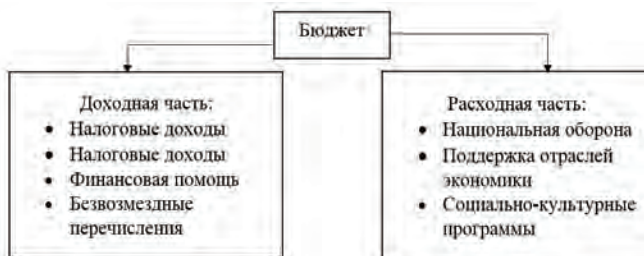 Бюджет
Доходная часть:
• Налоговые доходы
• Налоговые доходы
• Финансовая помощь
• Безвозмездные
перечисления
Расходная часть:
• Национальная оборона
• Поддержка отраслей
экономики
• Социально-культурные
программы